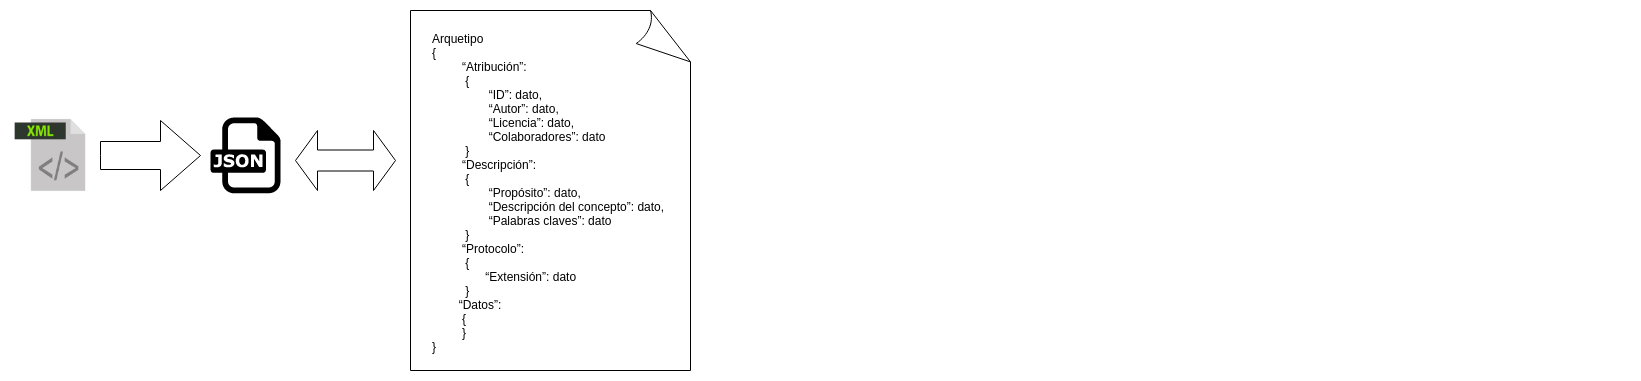 XML
</>
JSON
Arquetipo
{
“Atribución”:
{
“ID”: dato,
“Autor”: dato,
“Licencia”: dato,
“Colaboradores”: dato
}
“Descripción”:
{
“Propósito”: dato,
“Descripción del concepto”: dato,
“Palabras claves”: dato
}
“Protocolo”:
{
“Extensión”: dato
}
“Datos”:
{
}
}